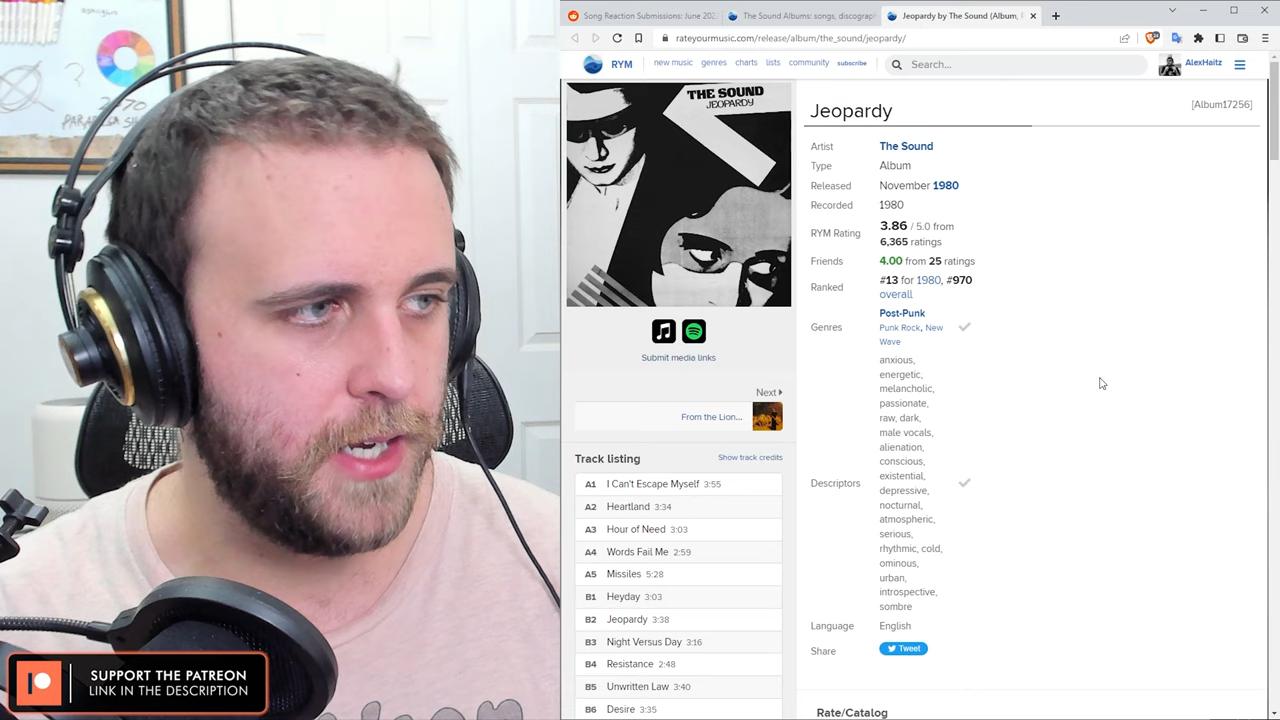 Song Reaction Submissions: June 202
The Sound Albums: songs, discograp
Jeopardy by The Sound (Album,
rateyourmusic.com/release/album/the_sound/jeopardy/
RYM
new music genres charts lists community subscribe
Search...
AlexHaitz
THE SOUND
JEOPARDY
Jeopardy
[Album17256]
Artist The Sound
Type Album
Released November 1980
Recorded 1980
RYM Rating 3.86 / 5.0 from
6,365 ratings
Friends 4.00 from 25 ratings
Ranked #13 for 1980, #970
overall
Genres Post-Punk
Punk Rock, New
Wave
Descriptors anxious,
energetic,
melancholic,
passionate,
raw, dark,
male vocals,
alienation,
conscious,
existential,
depressive,
nocturnal,
atmospheric,
serious,
rhythmic, cold,
ominous,
urban,
introspective,
sombre
Language English
Share Tweet
Rate/Catalog
Submit media links
Next
From the Lion...
Track listing Show track credits
A1 I Can't Escape Myself 3:55
A2 Heartland 3:34
A3 Hour of Need 3:03
A4 Words Fail Me 2:59
A5 Missiles 5:28
B1 Heyday 3:03
B2 Jeopardy 3:38
B3 Night Versus Day 3:16
B4 Resistance 2:48
B5 Unwritten Law 3:40
B6 Desire 3:35
SUPPORT THE PATREON
LINK IN THE DESCRIPTION